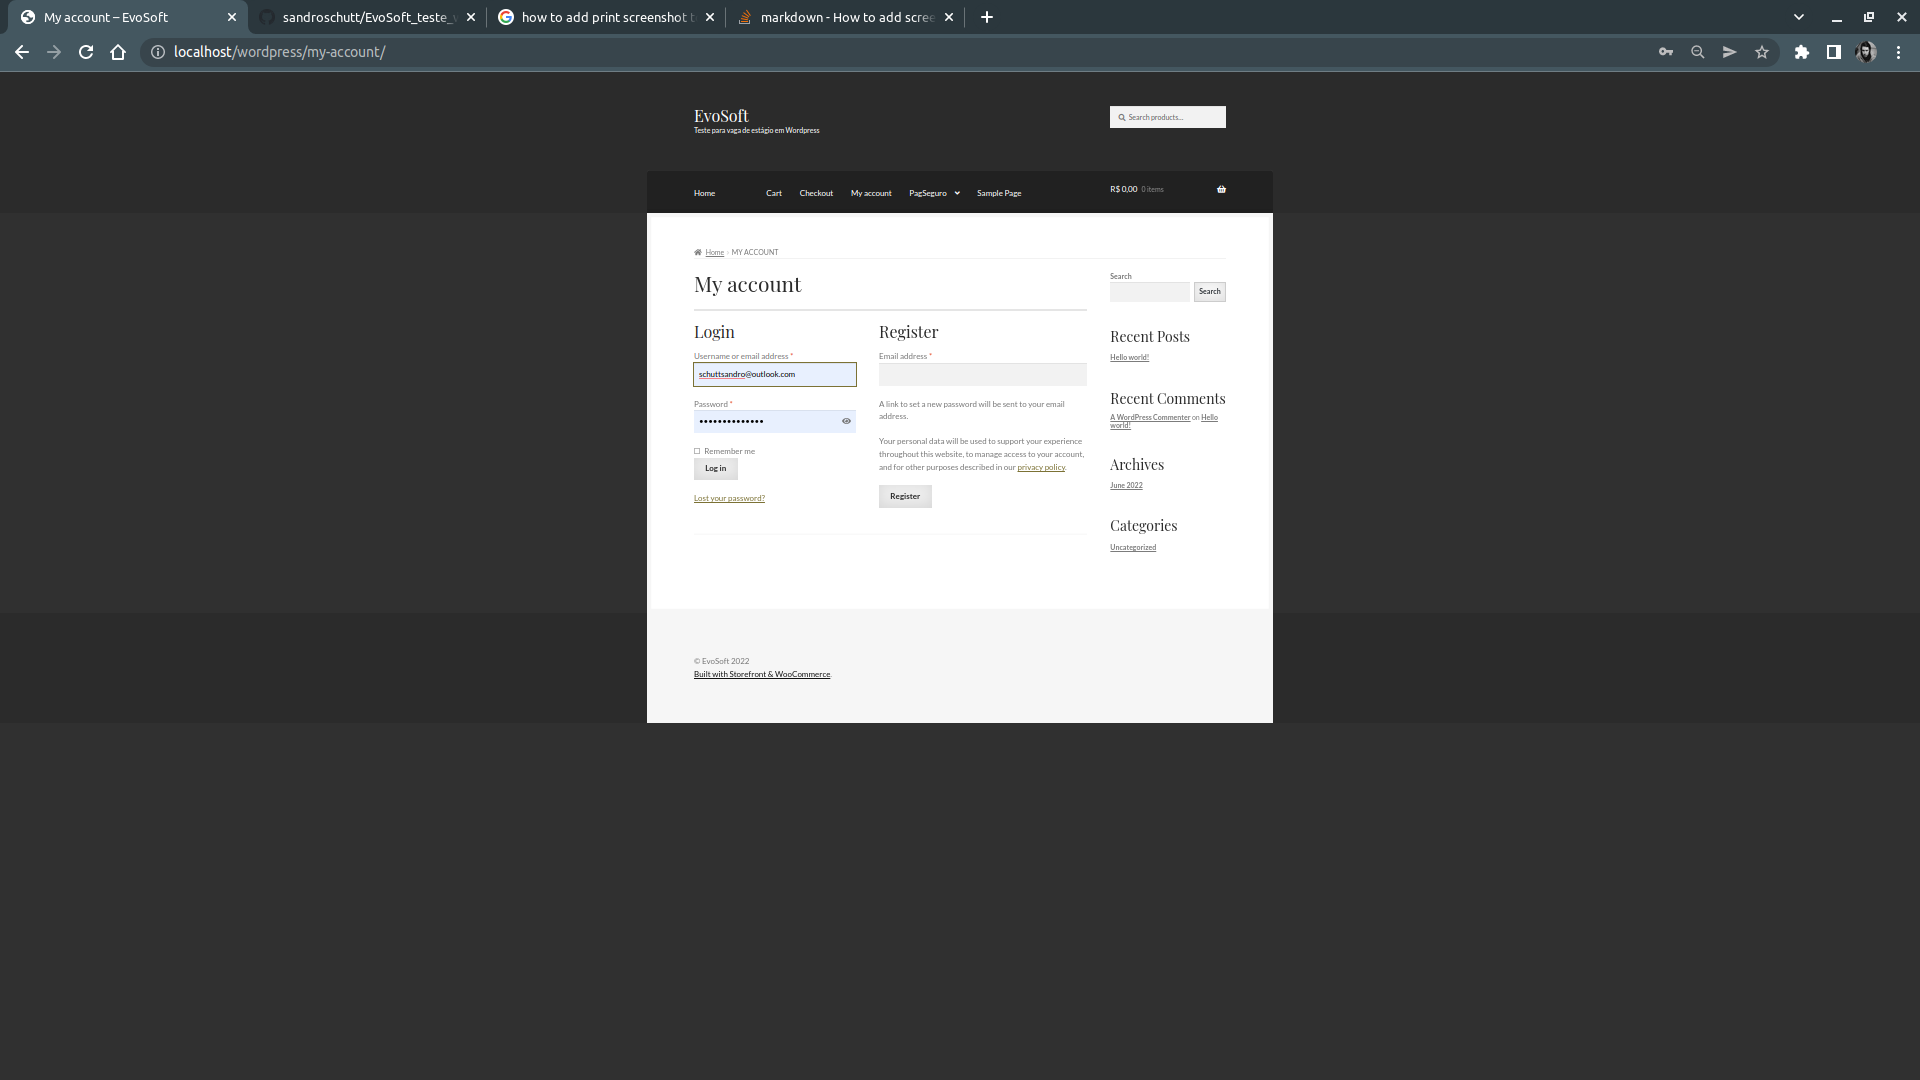 My account – EvoSoft
sandroschutt/EvoSoft_teste_
how to add print screenshot t
markdown - How to add scree
localhost/wordpress/my-account/
EvoSoft
Teste para vaga de estágio em Wordpress
Search products…
Home Cart Checkout My account PagSeguro Sample Page
R$ 0,00 0 items
Home › MY ACCOUNT
My account
Login
Username or email address *
schuttsandro@outlook.com
Password *
••••••••••••••
Remember me
Log in
Lost your password?
Register
Email address *
A link to set a new password will be sent to your email
address.
Your personal data will be used to support your experience
throughout this website, to manage access to your account,
and for other purposes described in our privacy policy.
Register
Search
Search
Recent Posts
Hello world!
Recent Comments
A WordPress Commenter on Hello
world!
Archives
June 2022
Categories
Uncategorized
© EvoSoft 2022
Built with Storefront & WooCommerce.